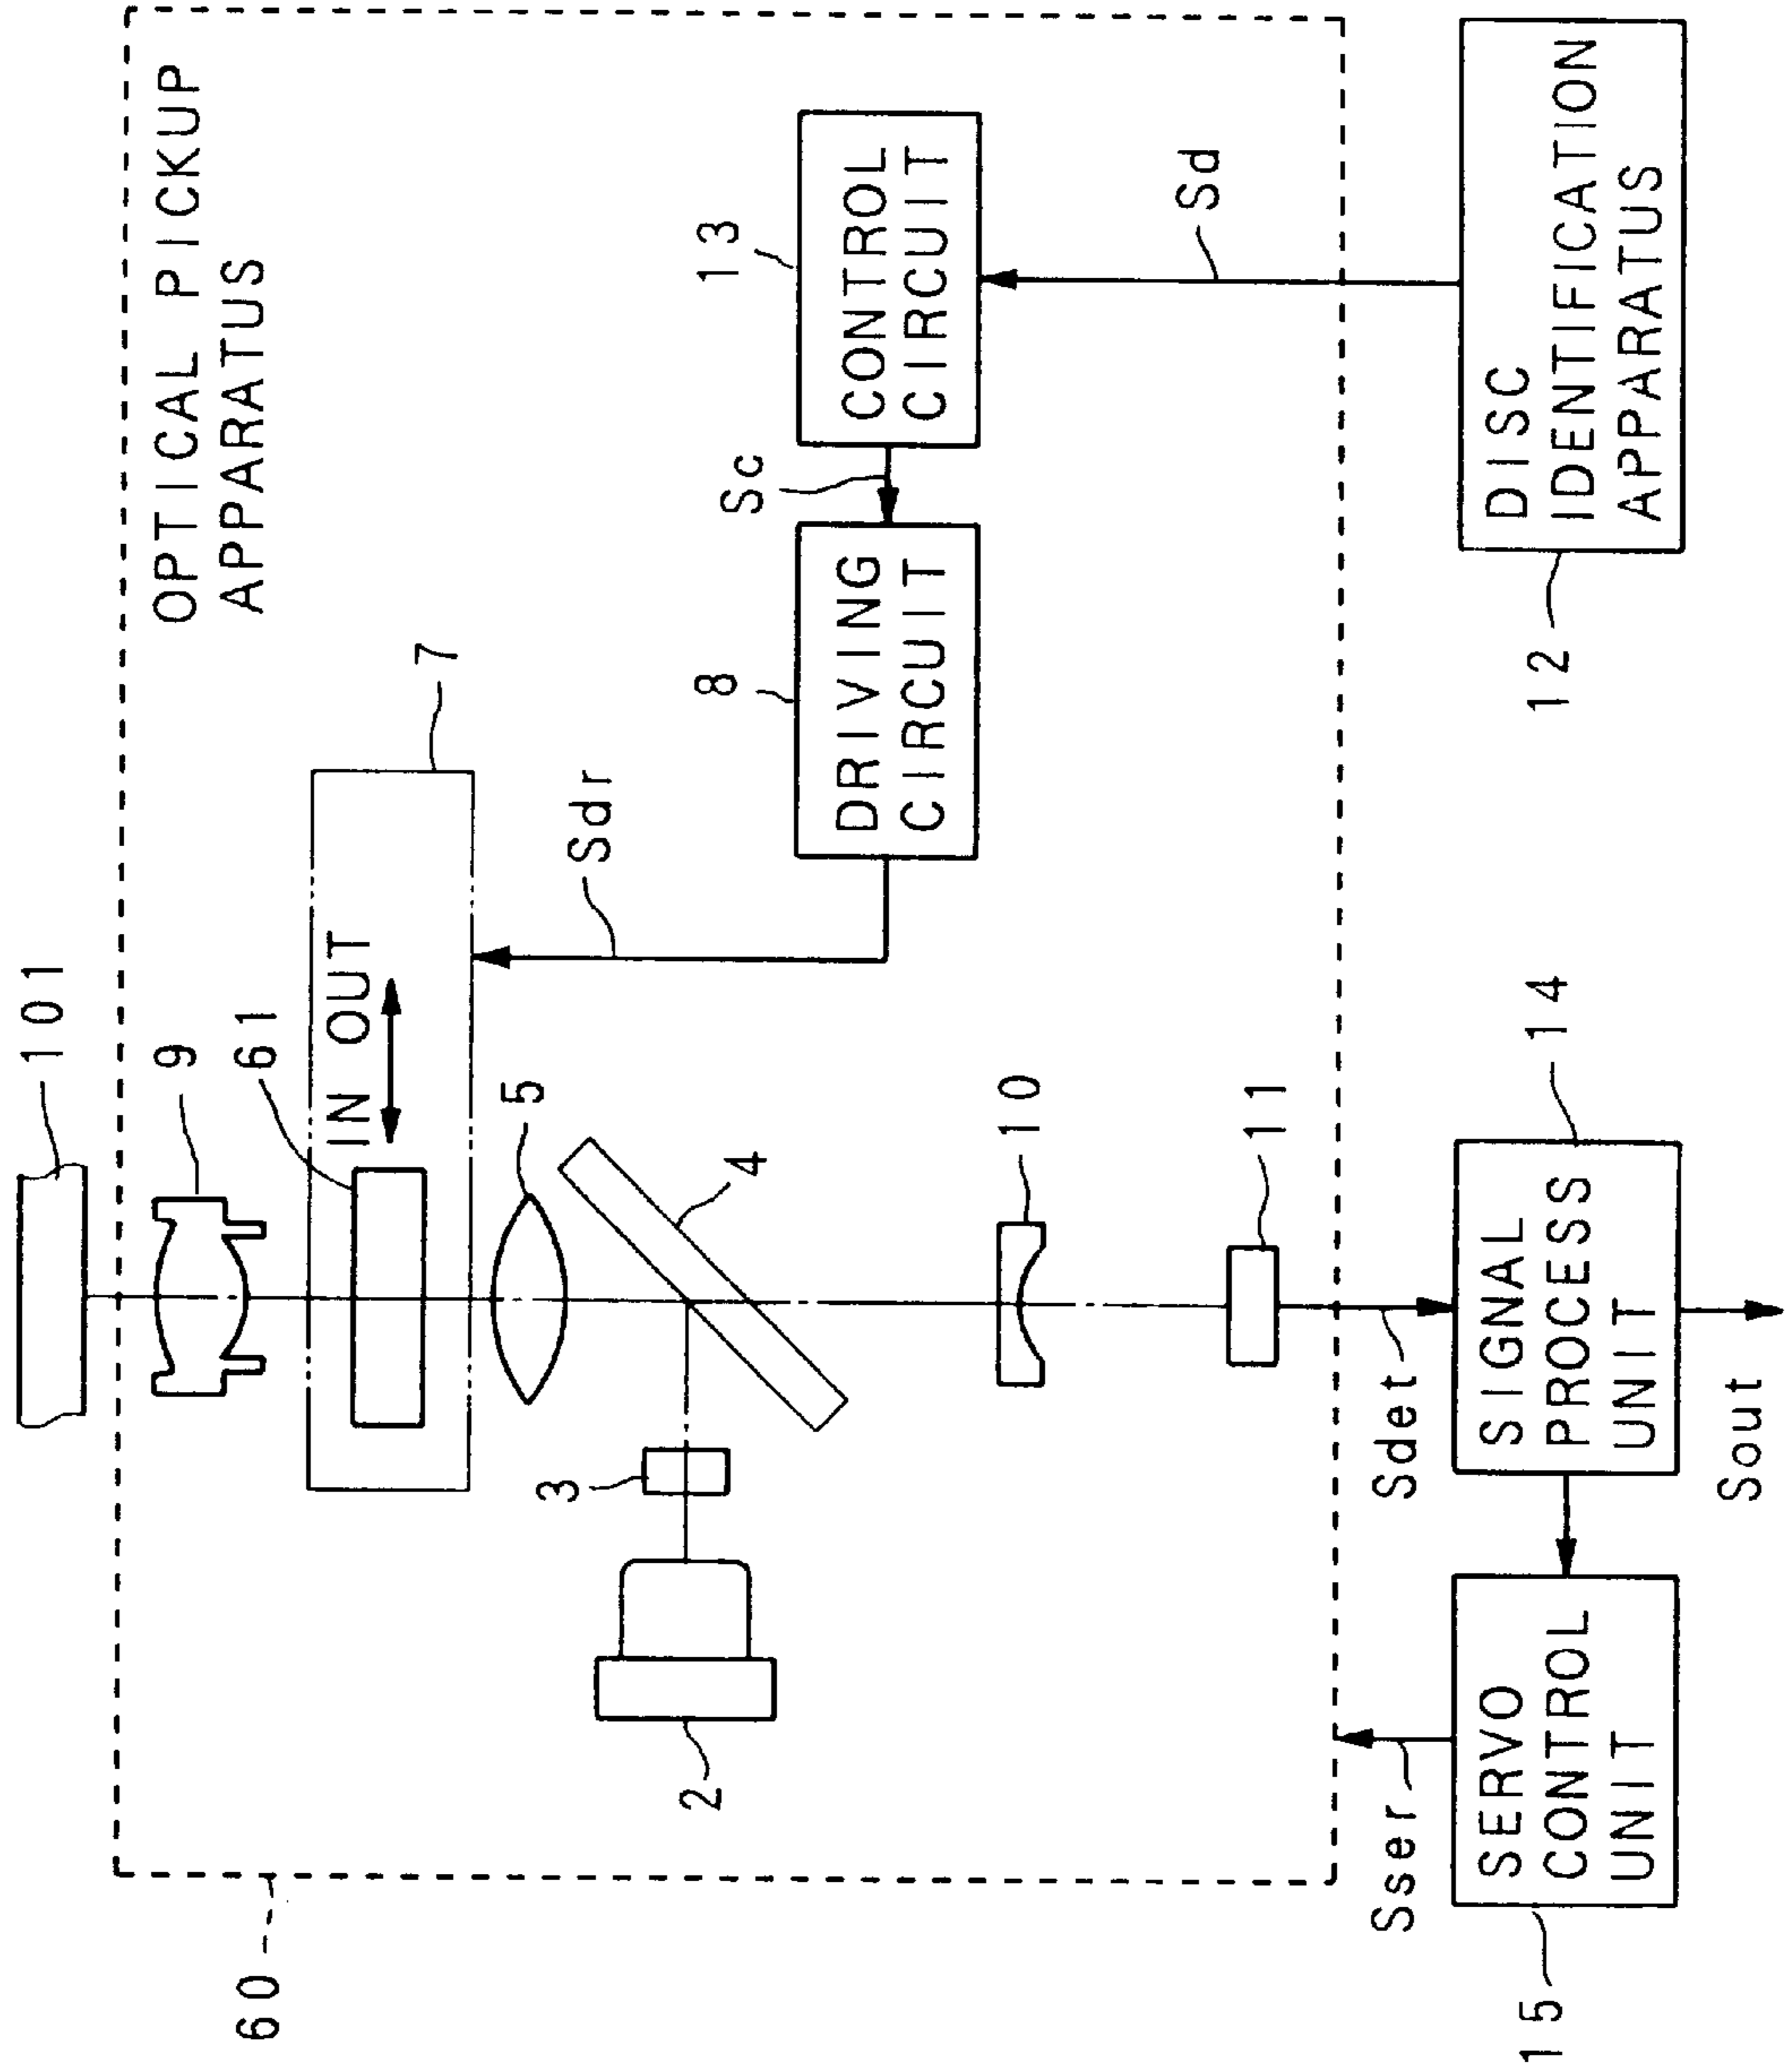 101
OPTICAL PICKUP
APPARATUS
9
61
IN OUT
7
5
4
3
2
60
Sdr
8
DRIVING
CIRCUIT
Sc
13
CONTROL
CIRCUIT
10
11
Sd
Sdet
Sser
15
SERVO
CONTROL
UNIT
14
SIGNAL
PROCESS
UNIT
Sout
12
DISC
IDENTIFICATION
APPARATUS